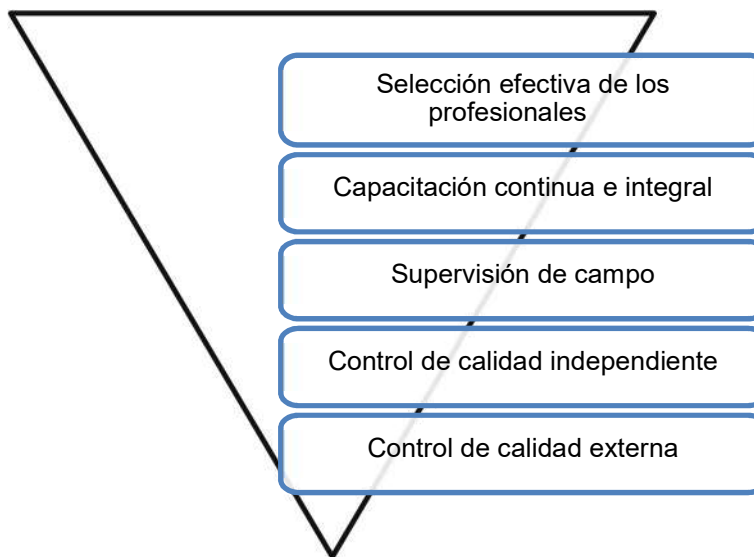 Selección efectiva de los
profesionales
Capacitación continua e integral
Supervisión de campo
Control de calidad independiente
Control de calidad externa